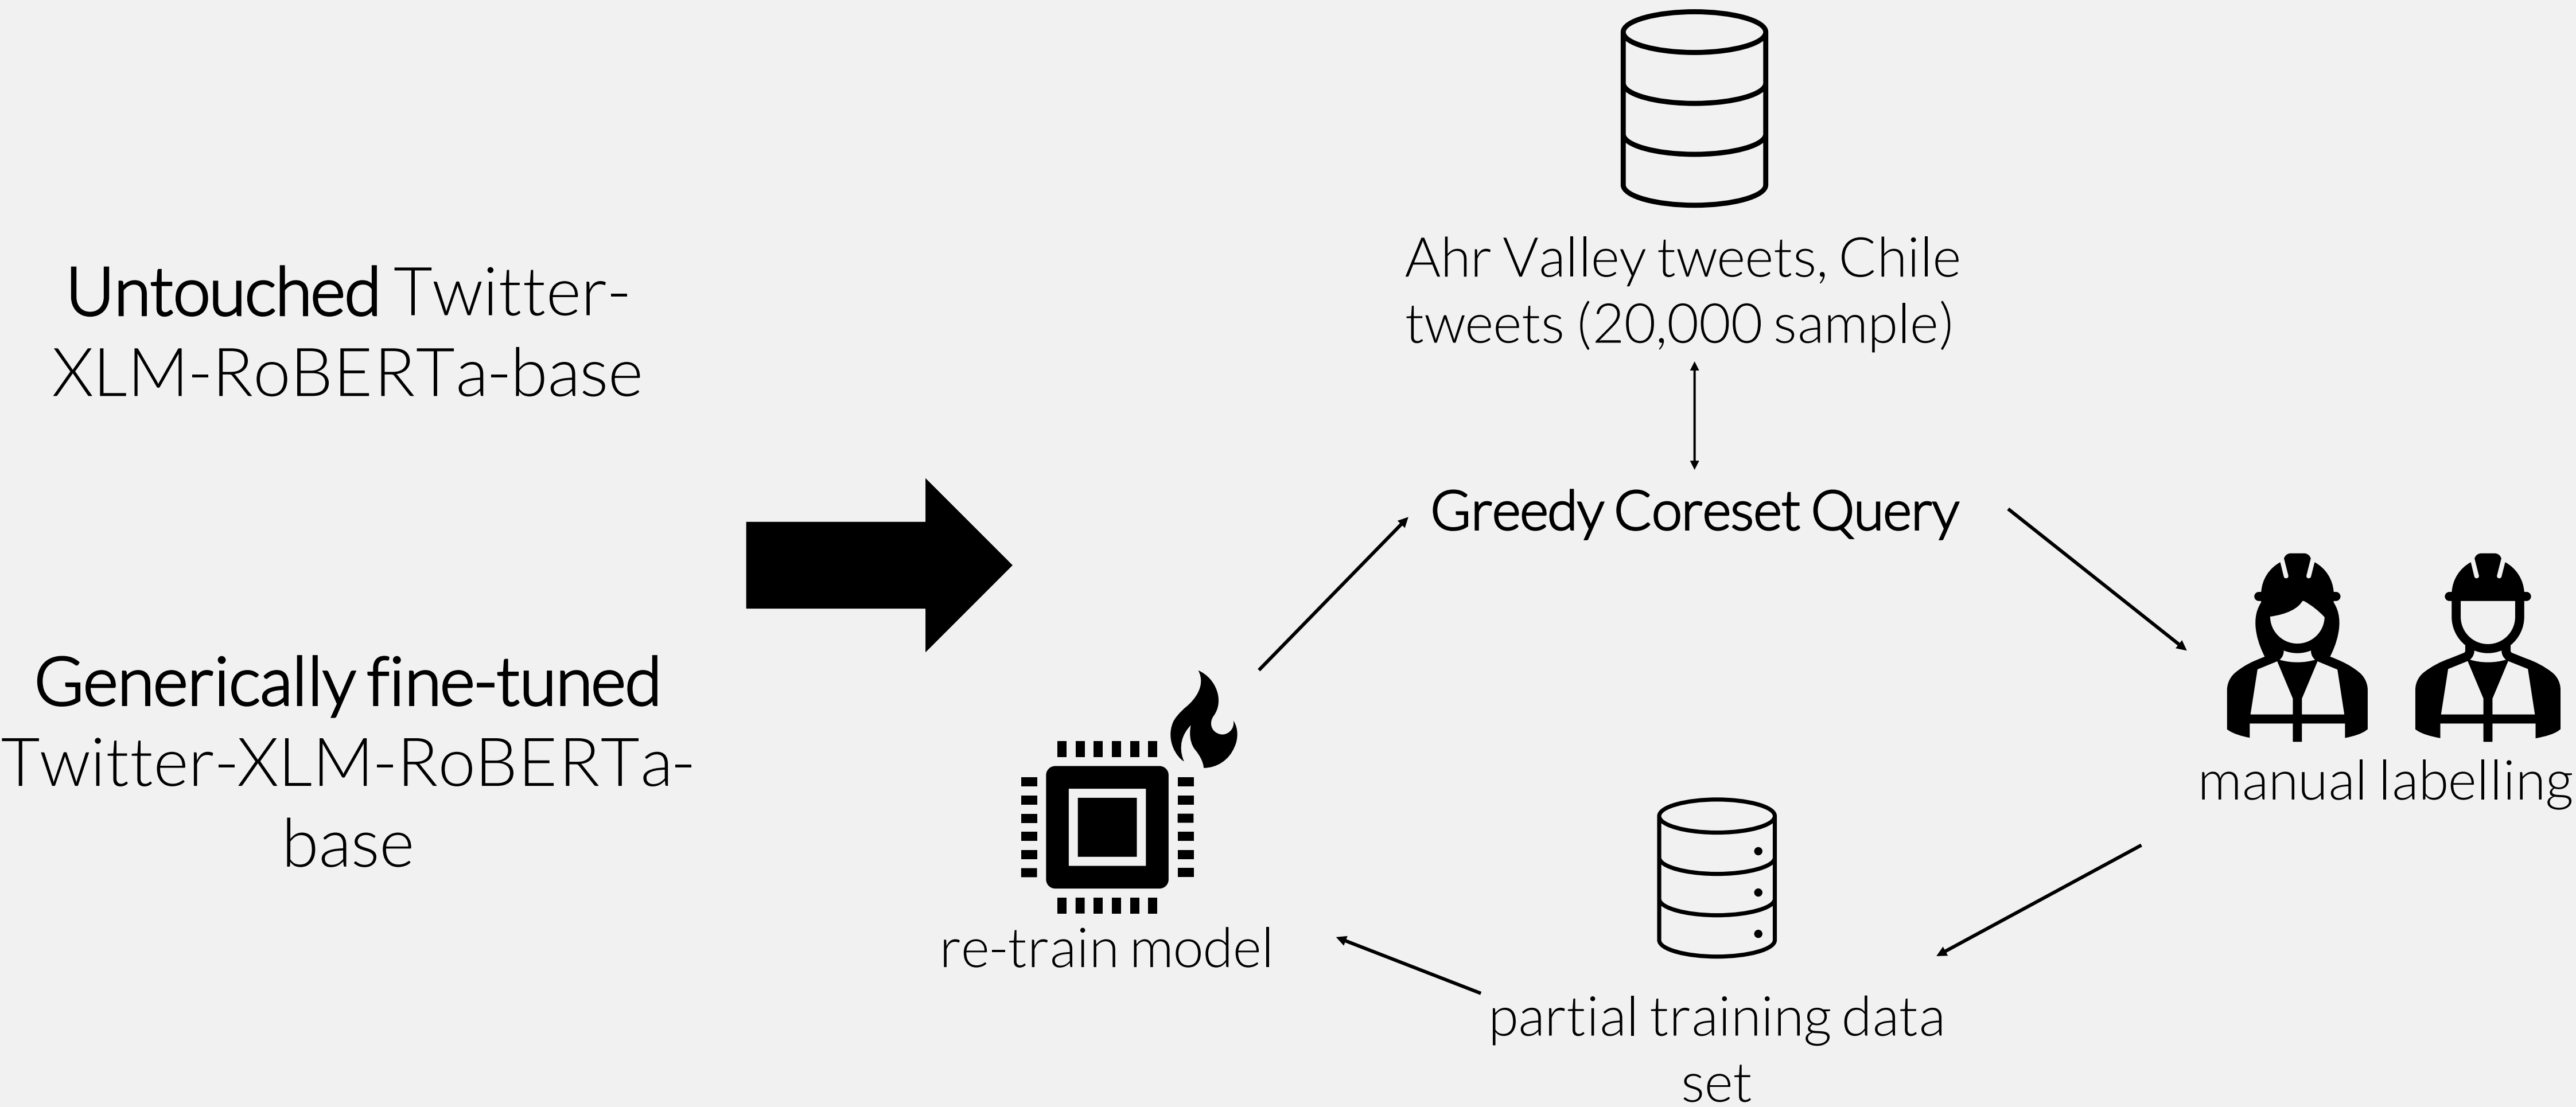 Untouched Twitter-
XLM-RoBERTa-base
Generically fine-tuned
Twitter-XLM-RoBERTa-
base
Ahr Valley tweets, Chile
tweets (20,000 sample)
Greedy Coreset Query
manual labelling
partial training data
set
re-train model